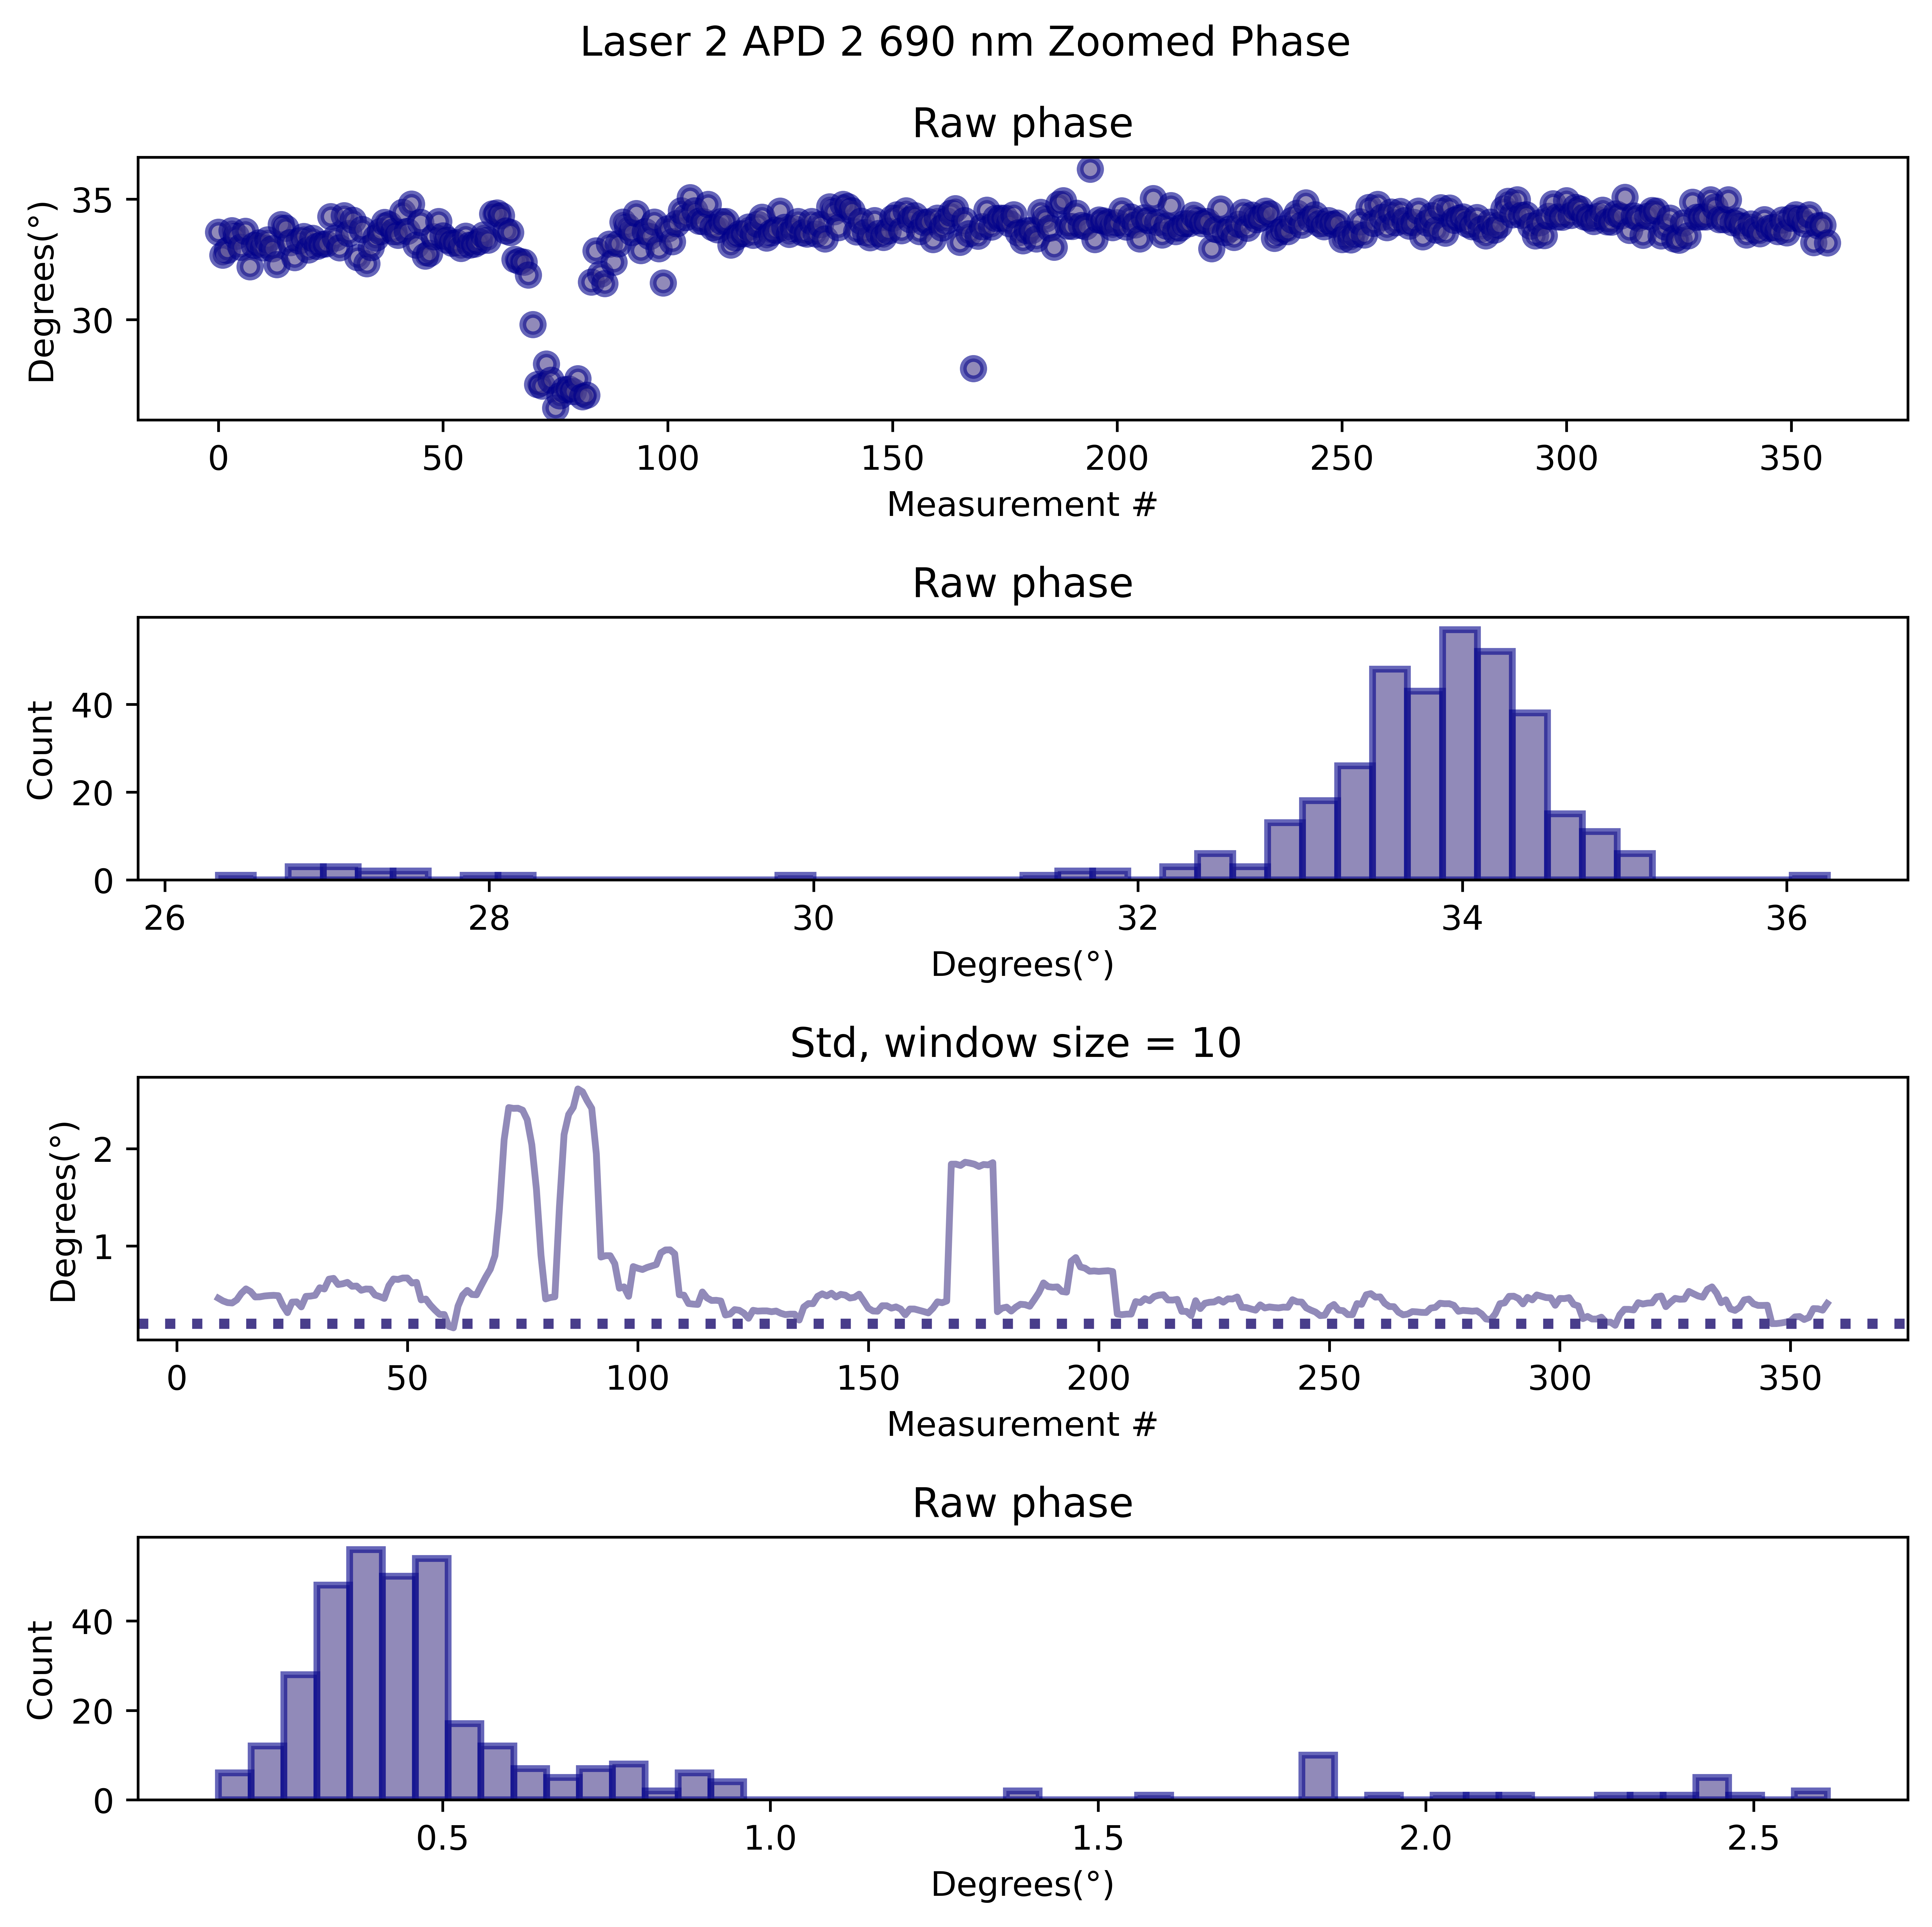 Laser 2 APD 2 690 nm Zoomed Phase
Raw phase
Degrees(°)
35
30
0 50 100 150 200 250 300 350
Measurement #
Raw phase
Count
40
20
0
26 28 30 32 34 36
Degrees(°)
Std, window size = 10
Degrees(°)
2
1
0 50 100 150 200 250 300 350
Measurement #
Raw phase
Count
40
20
0
0.5 1.0 1.5 2.0 2.5
Degrees(°)